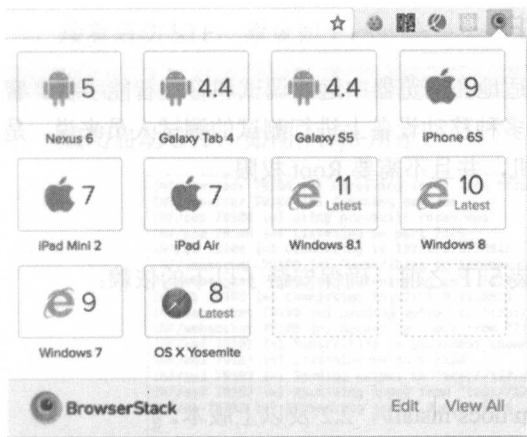 5
4.4
4.4
9
Nexus 6
Galaxy Tab 4
Galaxy S5
iPhone 6S
7
7
11
Latest
10
Latest
iPad Mini 2
iPad Air
Windows 8.1
Windows 8
9
8
Latest
Windows 7
OS X Yosemite
BrowserStack
Edit
View All